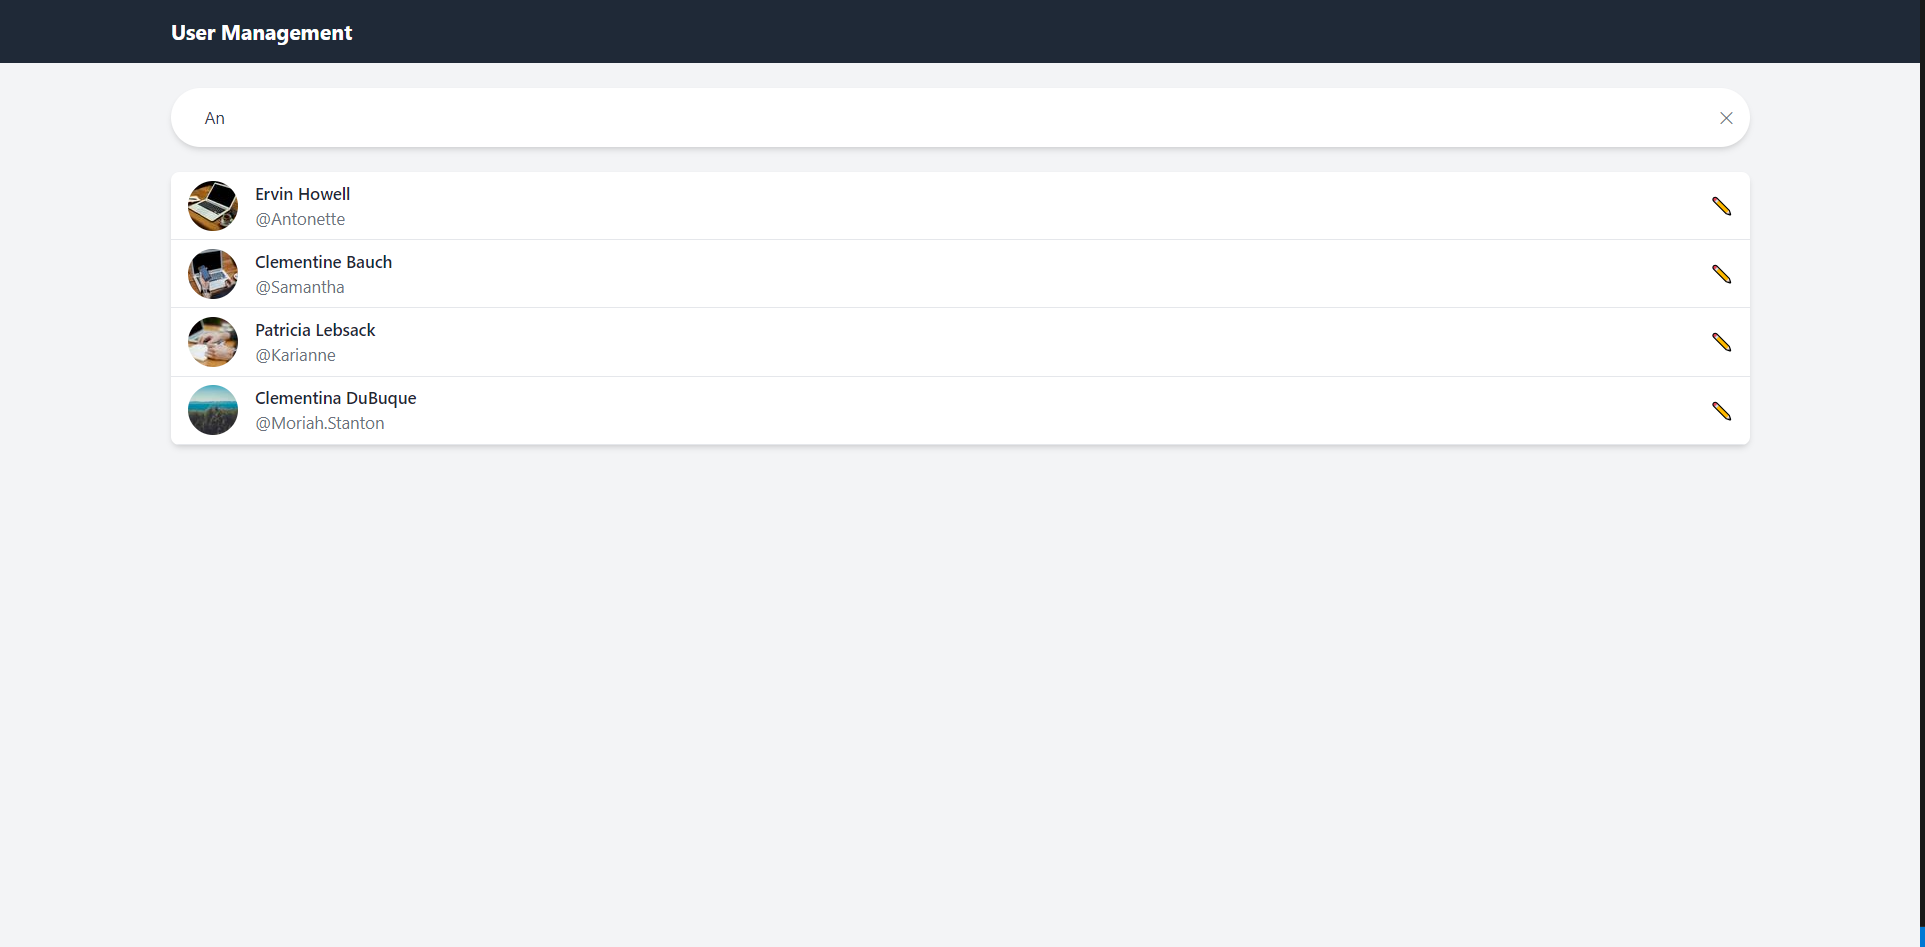 User Management
An
Ervin Howell
@Antonette
Clementine Bauch
@Samantha
Patricia Lebsack
@Karianne
Clementina DuBuque
@Moriah.Stanton